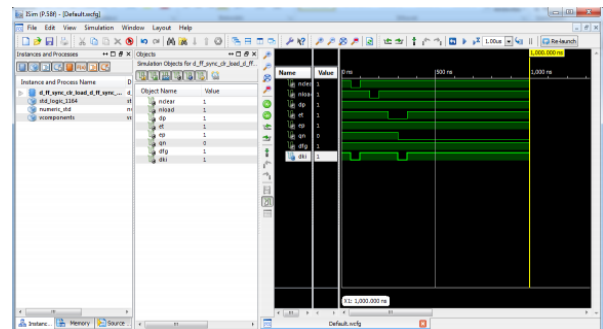 ISim (P.58f) - [Default.wcfg]
File Edit View Simulation Window Layout Help
1.00us Re-launch
Instances and Processes
Objects
Simulation Objects for d_ff_sync_clr_load_d_ff...
Instance and Process Name D
d_ff_sync_clr_load_d_ff_sync_... d_
std_logic_1164 st
numeric_std n
vcomponents vc
Object Name Value
nclear 1
nload 1
dp 1
et 1
ep 1
qn 0
dfg 1
dki 1
Name Value
nclea 1
nload 1
dp 1
et 1
ep 1
qn 0
dfg 1
dki 1
1,000.000 ns
0 ns 500 ns 1,000 ns
X1: 1,000.000 ns
Instanc... Memory Source
Default.wcfg